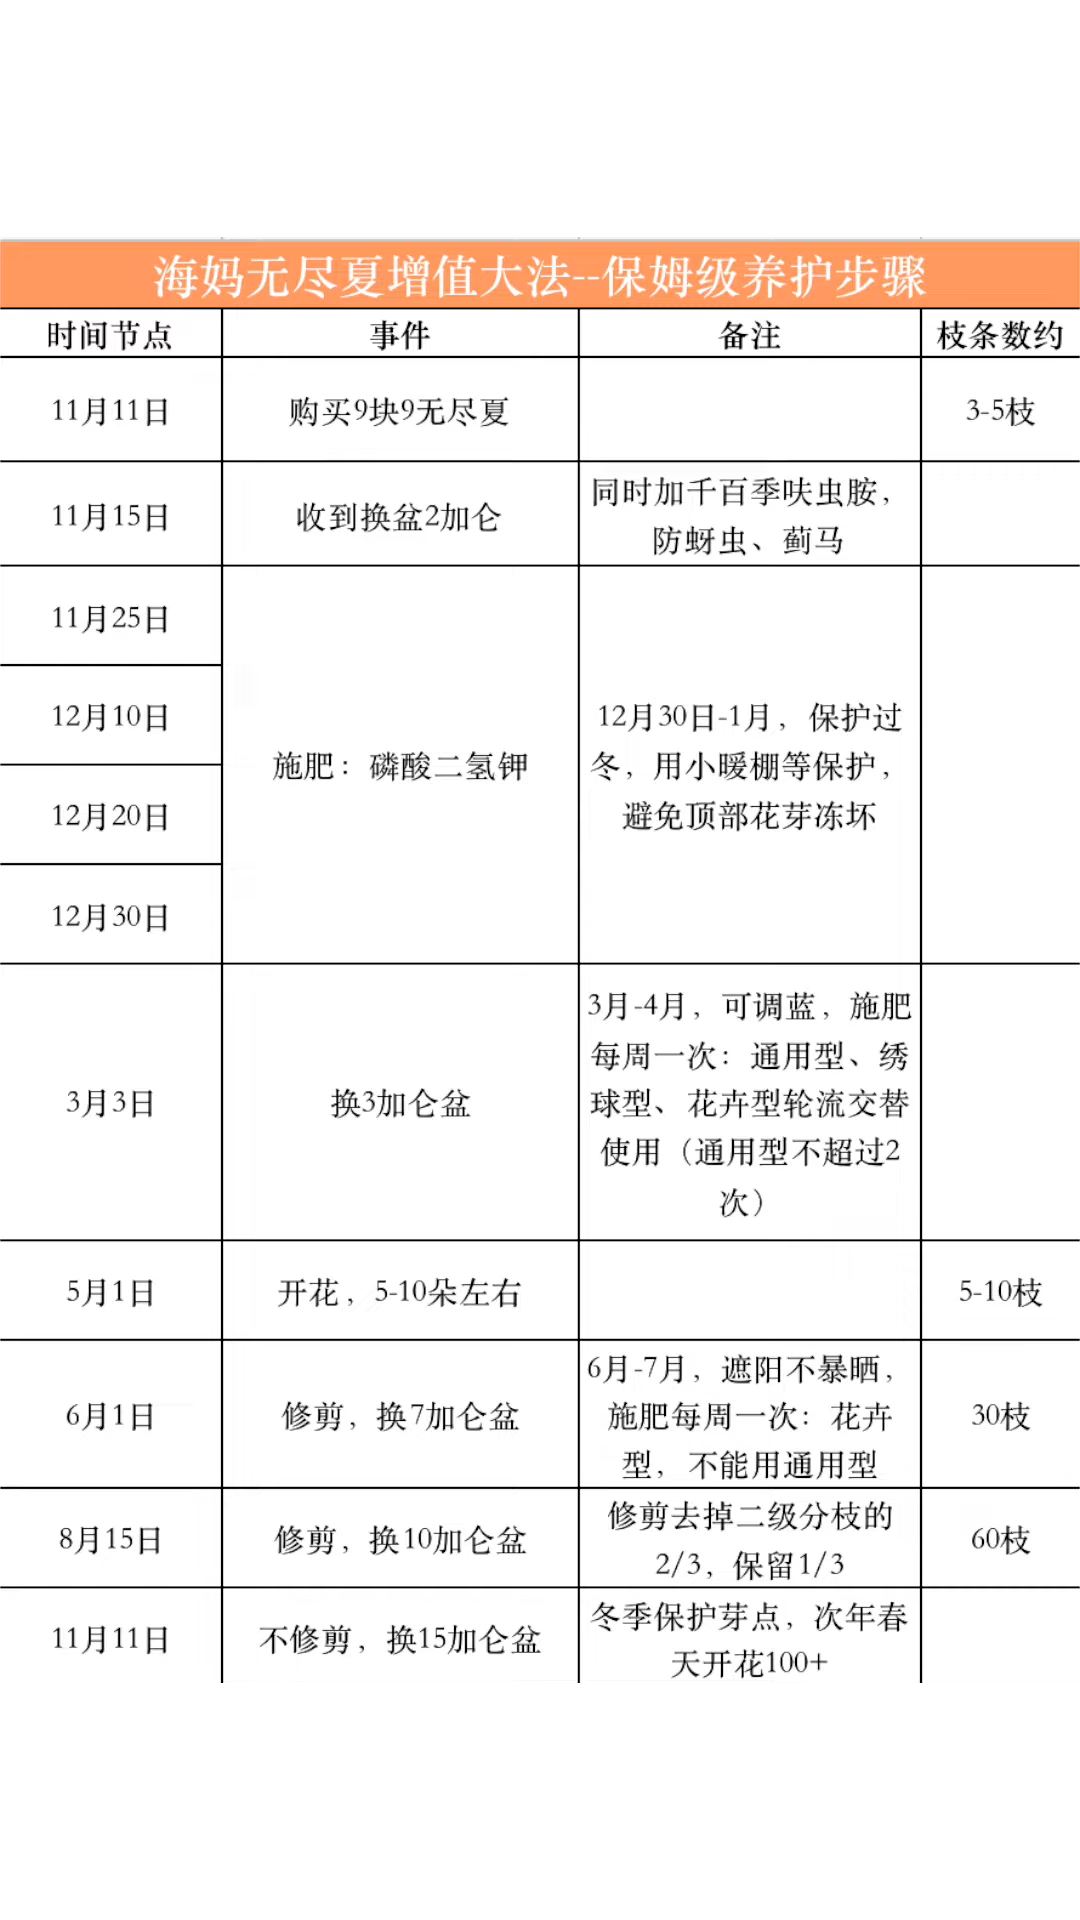 海妈无尽夏增值大法--保姆级养护步骤
时间节点 事件 备注 枝条数约
11月11日 购买9块9无尽夏 3-5枝
11月15日 收到换盆2加仑 同时加千百季呋虫胺，
防蚜虫、蓟马
11月25日
12月10日
12月20日
12月30日
施肥：磷酸二氢钾
12月30日-1月，保护过
冬，用小暖棚等保护，
避免顶部花芽冻坏
3月3日 换3加仑盆
3月-4月，可调蓝，施肥
每周一次：通用型、绣
球型、花卉型轮流交替
使用（通用型不超过2
次）
5月1日 开花，5-10朵左右 5-10枝
6月1日 修剪，换7加仑盆
6月-7月，遮阳不暴晒，
施肥每周一次：花卉
型，不能用通用型
30枝
8月15日 修剪，换10加仑盆
修剪去掉二级分枝的
2/3，保留1/3
60枝
11月11日 不修剪，换15加仑盆
冬季保护芽点，次年春
天开花100+